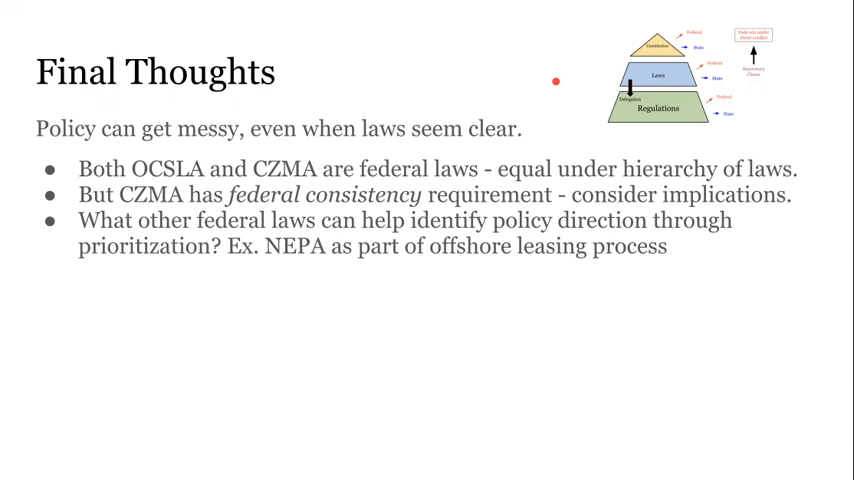 Final Thoughts
Policy can get messy, even when laws seem clear.
● Both OCSLA and CZMA are federal laws - equal under hierarchy of laws.
● But CZMA has federal consistency requirement - consider implications.
● What other federal laws can help identify policy direction through
prioritization? Ex. NEPA as part of offshore leasing process
Constitution
Federal
State
Laws
Federal
State
Delegation
Regulations
Federal
State
Supremacy
Clause